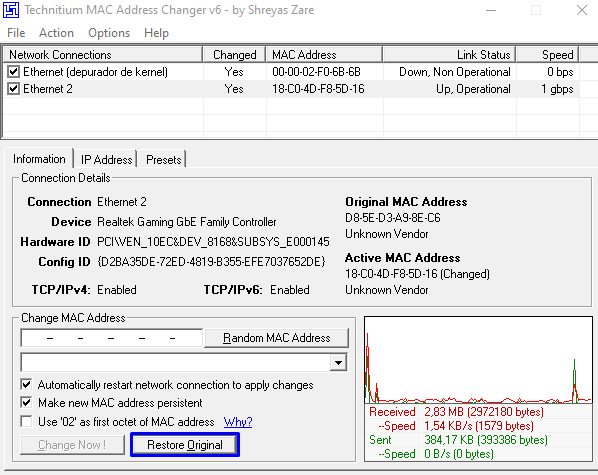 Technitium MAC Address Changer v6 - by Shreyas Zare
File Action Options Help
Network Connections Changed MAC Address Link Status Speed
Ethernet (depurador de kernel) Yes 00-00-02-F0-6B-6B Down, Non Operational 0 bps
Ethernet 2 Yes 18-C0-4D-F8-5D-16 Up, Operational 1 gbps
Information IP Address Presets
Connection Details
Connection Ethernet 2
Device Realtek Gaming GbE Family Controller
Hardware ID PCI\VEN_10EC&DEV_8168&SUBSYS_E000145
Config ID {D2BA35DE-72ED-4819-B355-EFE7037652DE}
TCP/IPv4: Enabled TCP/IPv6: Enabled
Original MAC Address
D8-5E-D3-A9-8E-C6
Unknown Vendor
Active MAC Address
18-C0-4D-F8-5D-16 (Changed)
Unknown Vendor
Change MAC Address
- - - - - Random MAC Address
Automatically restart network connection to apply changes
Make new MAC address persistent
Use '02' as first octet of MAC address Why?
Change Now ! Restore Original
Received 2,83 MB (2972180 bytes)
--Speed 1,54 KB/s (1579 bytes)
Sent 384,17 KB (393386 bytes)
--Speed 0 B/s (0 bytes)